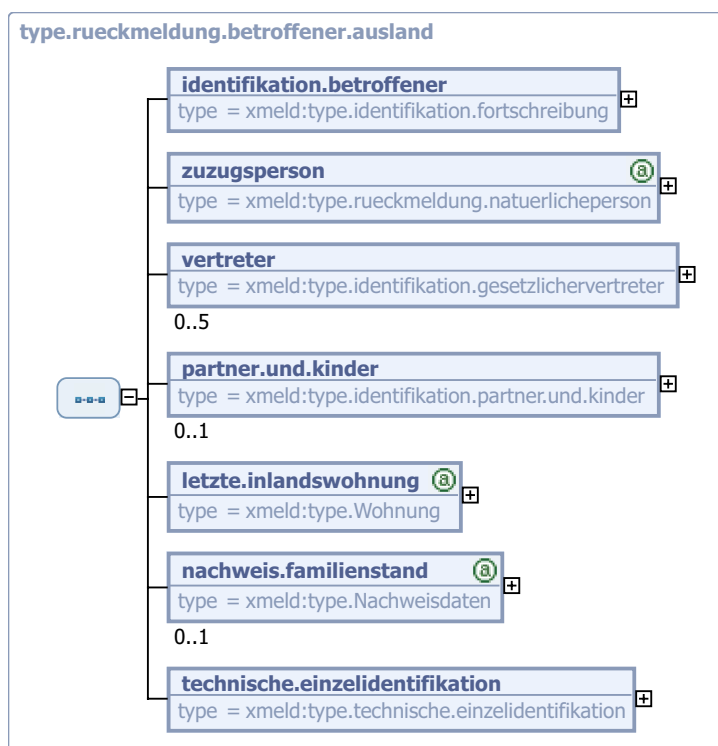 type.rueckmeldung.betroffener.ausland
identifikation.betroffener
type = xmeld:type.identifikation.fortschreibung
zuzugsperson @
type = xmeld:type.rueckmeldung.natuerlicheperson
vertreter
type = xmeld:type.identifikation.gesetzlichervertreter
0..5
partner.und.kinder
type = xmeld:type.identifikation.partner.und.kinder
0..1
letzte.inlandswohnung @
type = xmeld:type.Wohnung
nachweis.familienstand @
type = xmeld:type.Nachweisdaten
0..1
technische.einzelidentifikation
type = xmeld:type.technische.einzelidentifikation